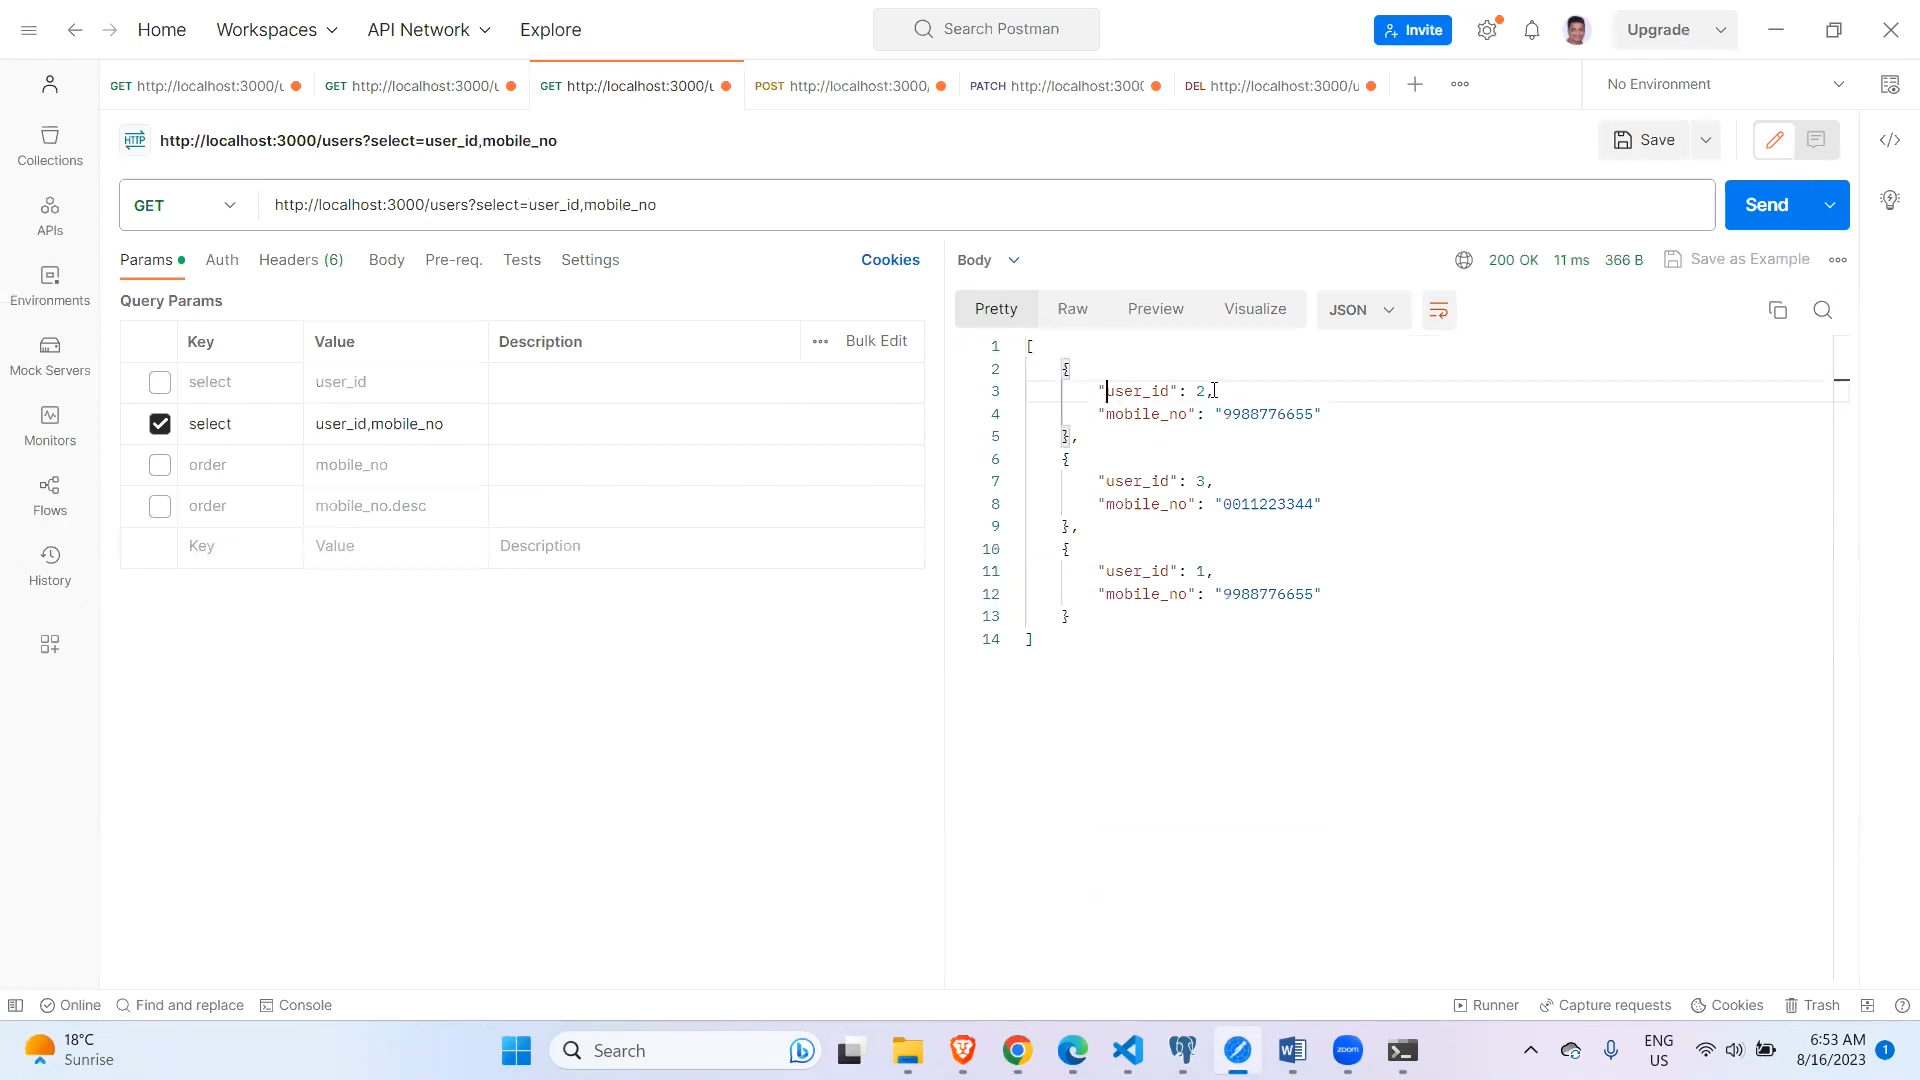 Home Workspaces API Network Explore Search Postman Invite Upgrade
GET http://localhost:3000/u GET http://localhost:3000/u GET http://localhost:3000/u POST http://localhost:3000/ PATCH http://localhost:300( DEL http://localhost:3000/u No Environment
HTTP http://localhost:3000/users?select=user_id,mobile_no Save
GET http://localhost:3000/users?select=user_id,mobile_no Send
Collections
APIs
Environments
Mock Servers
Monitors
Flows
History
Params Auth Headers (6) Body Pre-req. Tests Settings Cookies
Query Params
Key Value Description Bulk Edit
select user_id
select user_id,mobile_no
order mobile_no
order mobile_no.desc
Key Value Description
Body 200 OK 11 ms 366 B Save as Example
Pretty Raw Preview Visualize JSON
1 [
2 {
3 "user_id": 2,
4 "mobile_no": "9988776655"
5 },
6 {
7 "user_id": 3,
8 "mobile_no": "0011223344"
9 },
10 {
11 "user_id": 1,
12 "mobile_no": "9988776655"
13 }
14 ]
Online Find and replace Console Runner Capture requests Cookies Trash
18°C
Sunrise
Search
zoom
ENG
US
6:53 AM
8/16/2023
1